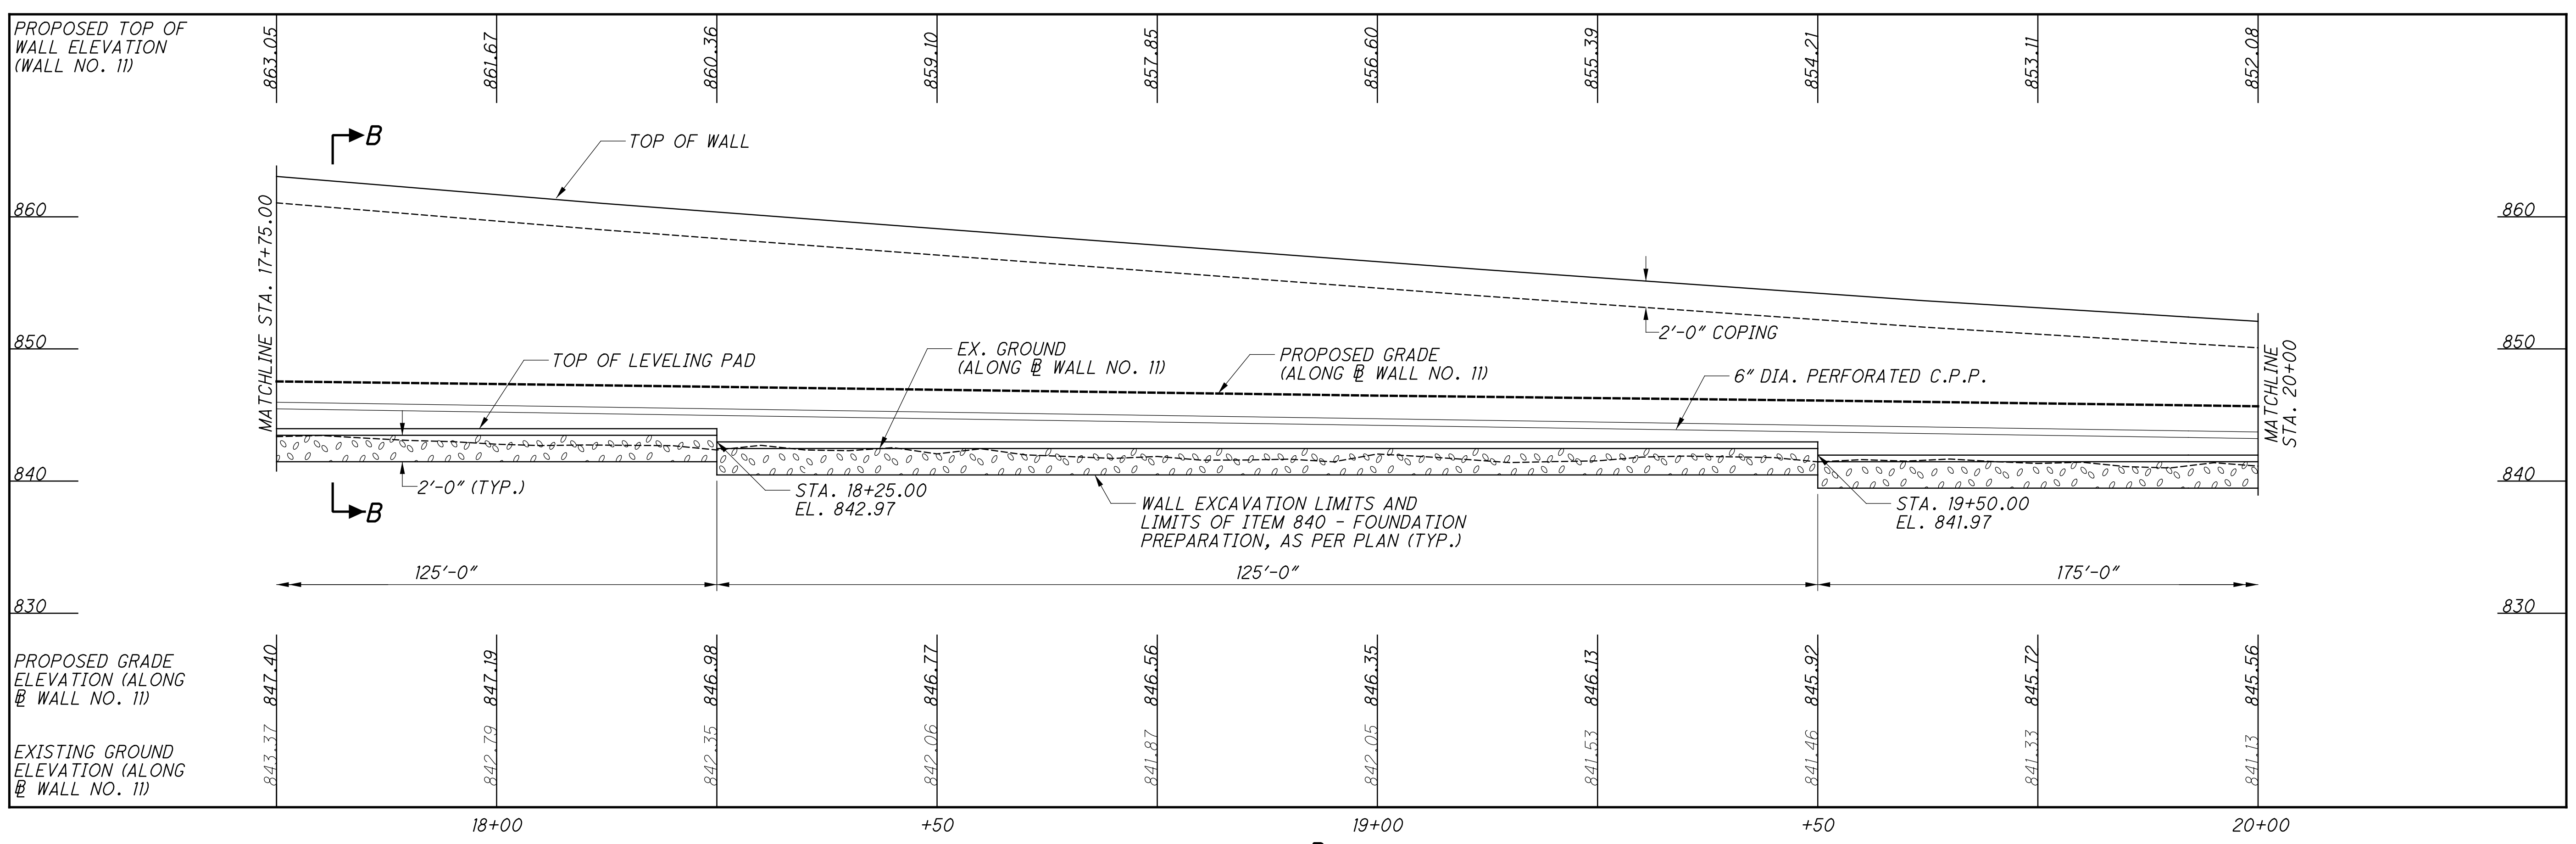 PROPOSED TOP OF
WALL ELEVATION
(WALL NO. 11)
863.05
861.67
860.36
859.10
857.85
856.60
855.39
854.21
853.11
852.08
B
TOP OF WALL
860
860
MATCHLINE STA. 17+75.00
2'-0" COPING
850
850
TOP OF LEVELING PAD
EX. GROUND
(ALONG ⅊ WALL NO. 11)
PROPOSED GRADE
(ALONG ⅊ WALL NO. 11)
6" DIA. PERFORATED C.P.P.
MATCHLINE
STA. 20+00
840
840
2'-0" (TYP.)
B
STA. 18+25.00
EL. 842.97
WALL EXCAVATION LIMITS AND
LIMITS OF ITEM 840 - FOUNDATION
PREPARATION, AS PER PLAN (TYP.)
STA. 19+50.00
EL. 841.97
125'-0"
125'-0"
175'-0"
830
830
PROPOSED GRADE
ELEVATION (ALONG
⅊ WALL NO. 11)
847.40
847.19
846.98
846.77
846.56
846.35
846.13
845.92
845.72
845.56
EXISTING GROUND
ELEVATION (ALONG
⅊ WALL NO. 11)
843.37
842.79
842.35
842.06
841.87
842.05
841.53
841.46
841.33
841.13
18+00
+50
19+00
+50
20+00